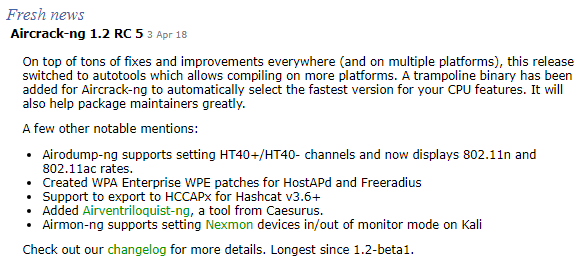 Fresh news
Aircrack-ng 1.2 RC 5 3 Apr 18
On top of tons of fixes and improvements everywhere (and on multiple platforms), this release
switched to autotools which allows compiling on more platforms. A trampoline binary has been
added for Aircrack-ng to automatically select the fastest version for your CPU features. It will
also help package maintainers greatly.
A few other notable mentions:
• Airodump-ng supports setting HT40+/HT40- channels and now displays 802.11n and
802.11ac rates.
• Created WPA Enterprise WPE patches for HostAPd and Freeradius
• Support to export to HCCAPx for Hashcat v3.6+
• Added Airventriloquist-ng, a tool from Caesurus.
• Airmon-ng supports setting Nexmon devices in/out of monitor mode on Kali
Check out our changelog for more details. Longest since 1.2-beta1.